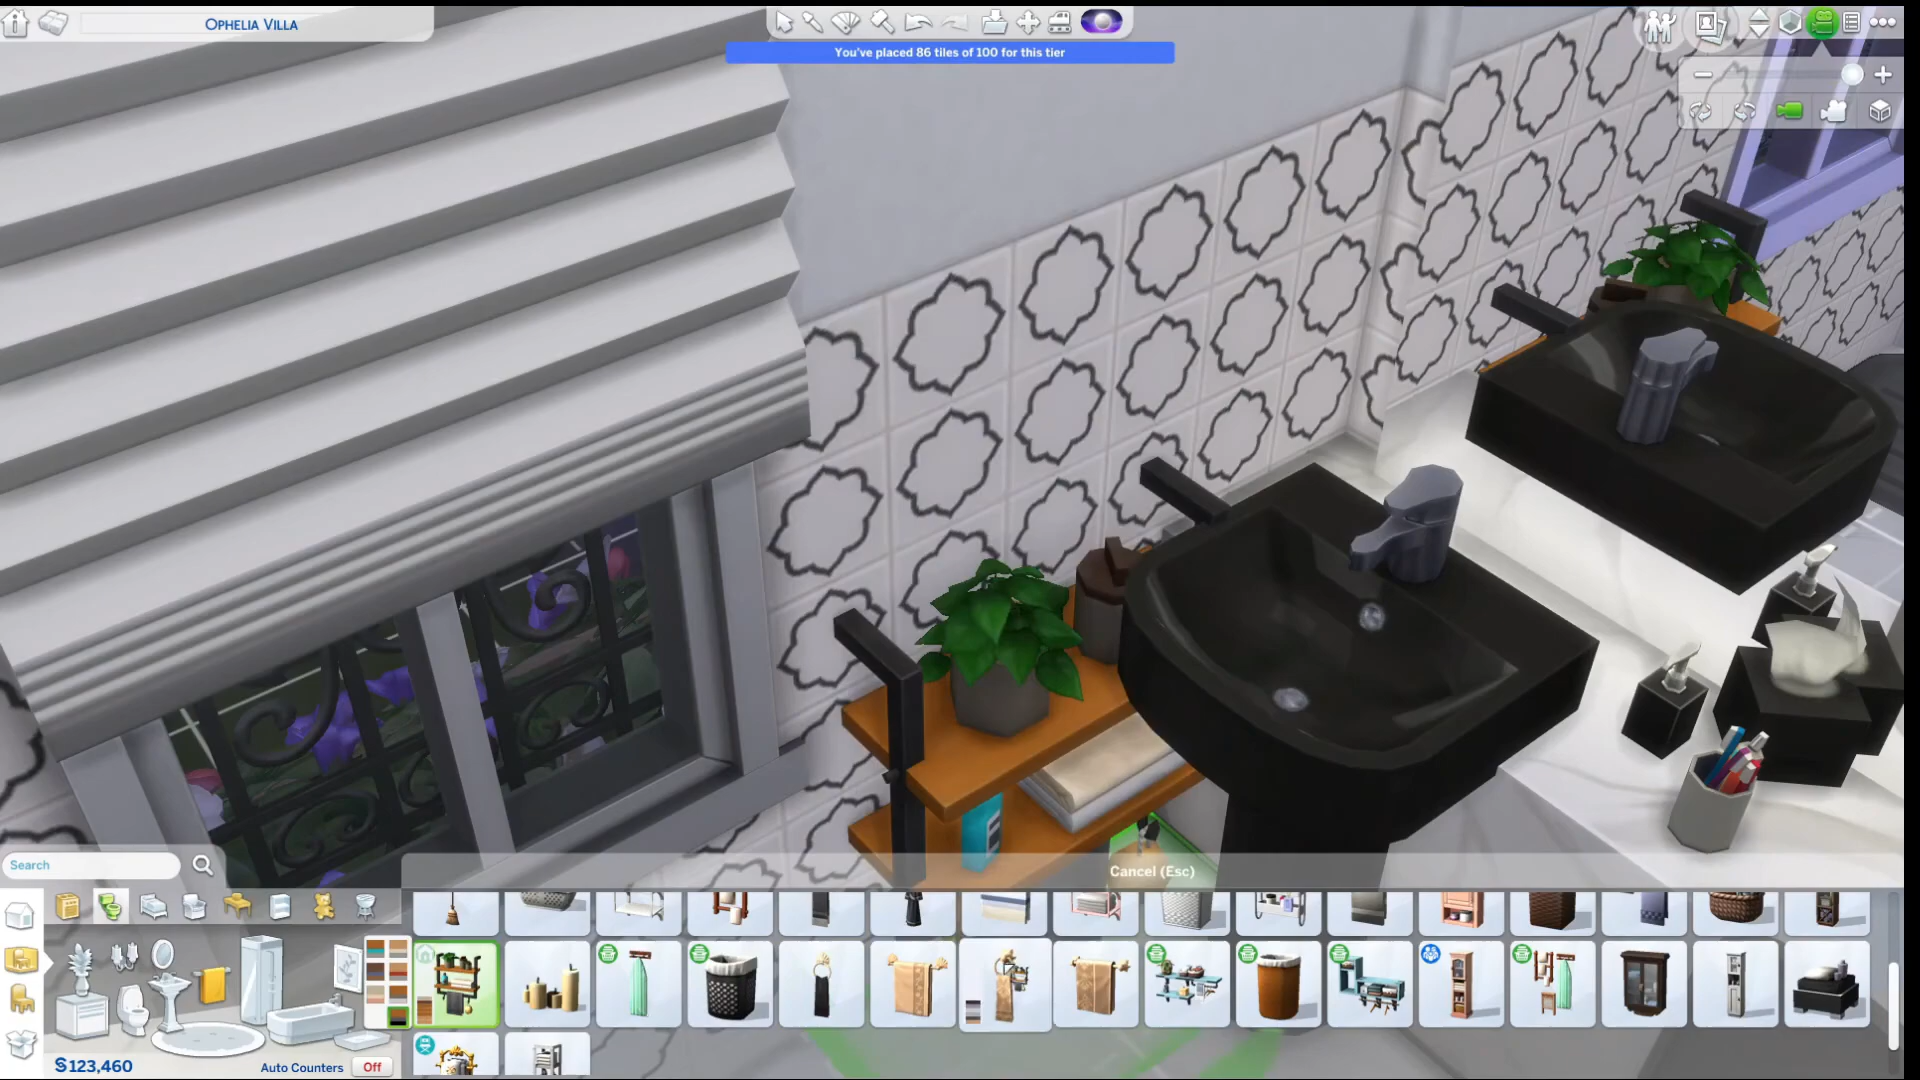 OPHELIA VILLA
You've placed 86 tiles of 100 for this tier
Cancel (Esc)
Search
§123,460
Auto Counters
Off